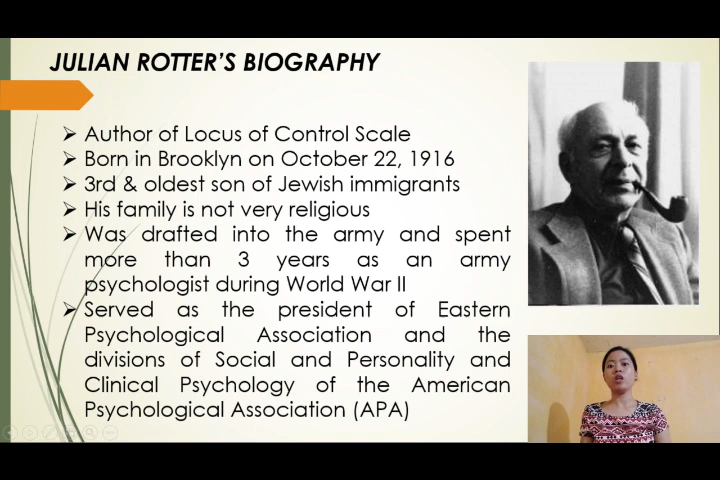 JULIAN ROTTER'S BIOGRAPHY
➢ Author of Locus of Control Scale
➢ Born in Brooklyn on October 22, 1916
➢ 3rd & oldest son of Jewish immigrants
➢ His family is not very religious
➢ Was drafted into the army and spent
more than 3 years as an army
psychologist during World War II
➢ Served as the president of Eastern
Psychological Association and the
divisions of Social and Personality and
Clinical Psychology of the American
Psychological Association (APA)